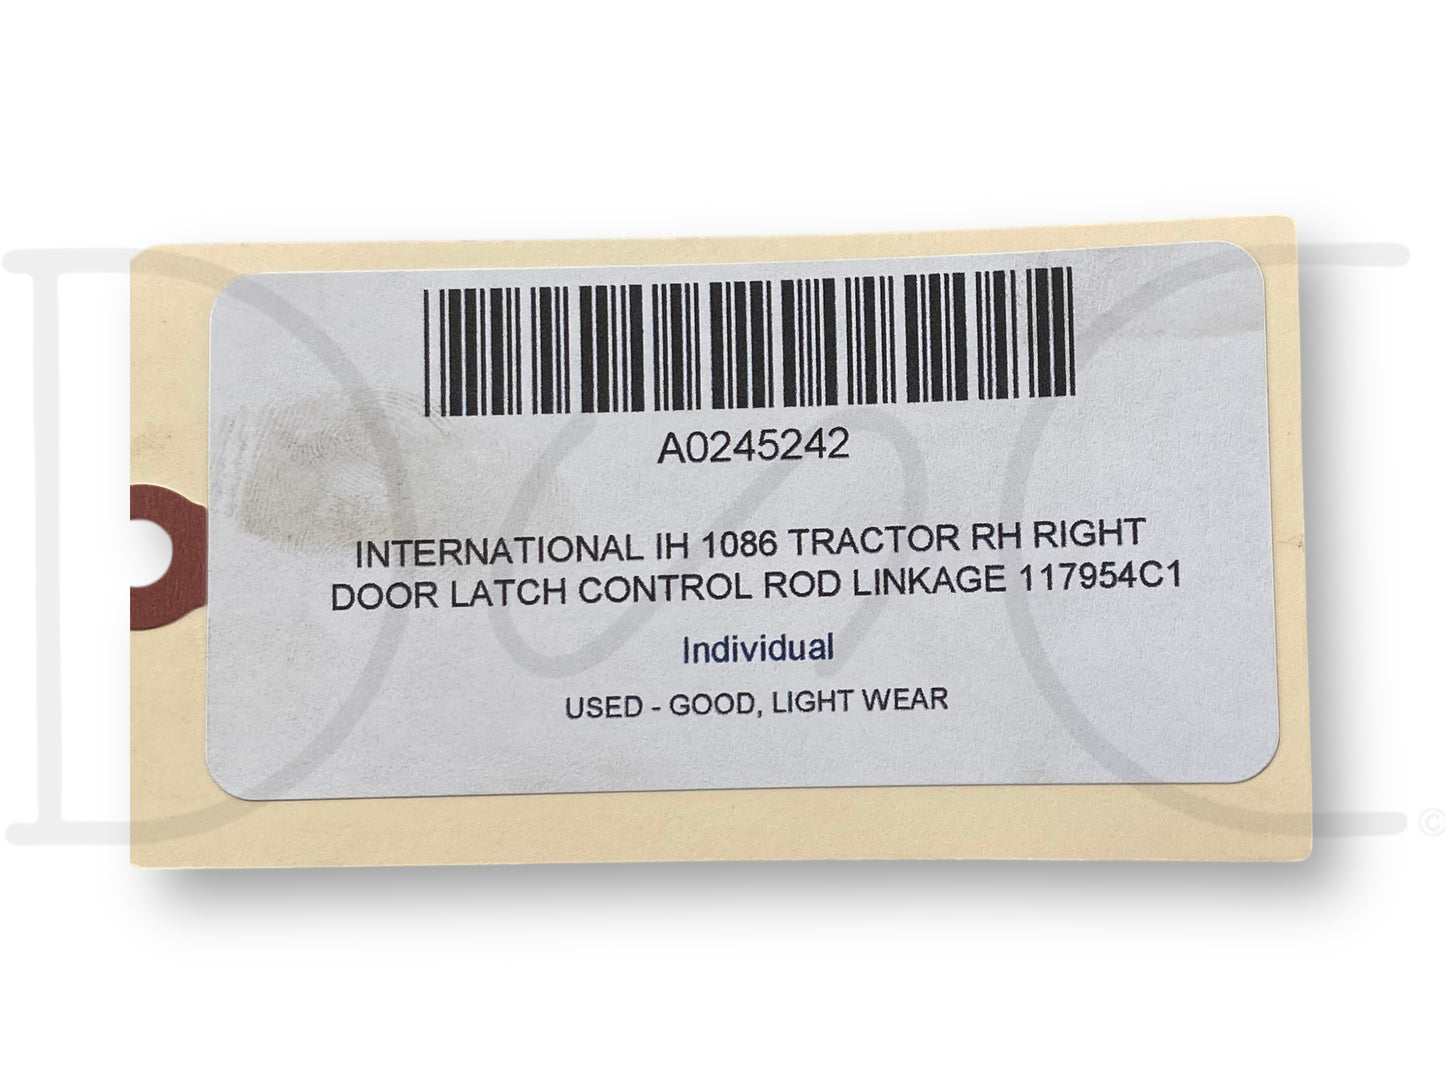 A0245242
INTERNATIONAL IH 1086 TRACTOR RH RIGHT
DOOR LATCH CONTROL ROD LINKAGE 117954C1
Individual
USED - GOOD, LIGHT WEAR
©